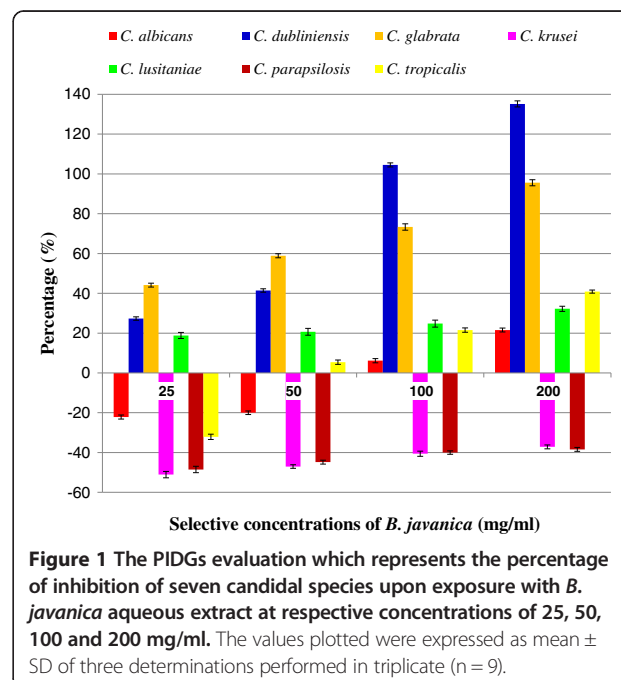 C. albicans C. dubliniensis C. glabrata C. krusei
C. lusitaniae C. parapsilosis C. tropicalis
140
120
100
80
60
40
20
0
-20
-40
-60
Percentage (%)
25 50 100 200
Selective concentrations of B. javanica (mg/ml)
Figure 1 The PIDGs evaluation which represents the percentage
of inhibition of seven candidal species upon exposure with B.
javanica aqueous extract at respective concentrations of 25, 50,
100 and 200 mg/ml. The values plotted were expressed as mean ±
SD of three determinations performed in triplicate (n = 9).